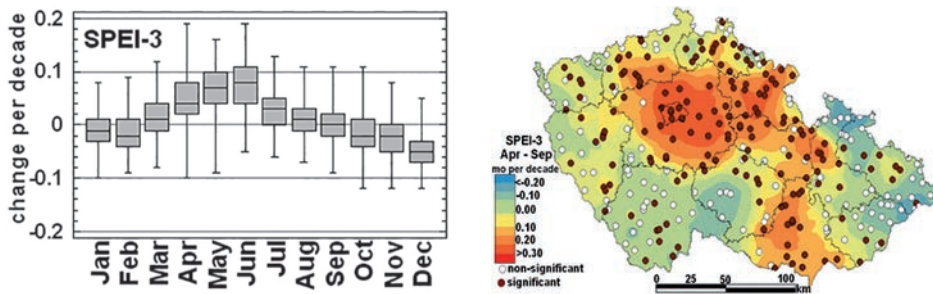 change per decade
0.2
0.1
0
-0.1
-0.2
SPEI-3
Jan
Feb
Mar
Apr
May
Jun
Jul
Aug
Sep
Oct
Nov
Dec
SPEI-3
Apr - Sep
mo per decade
<-0.20
-0.10
0.00
0.10
0.20
>0.30
non-significant
significant
0 25 50 100
km